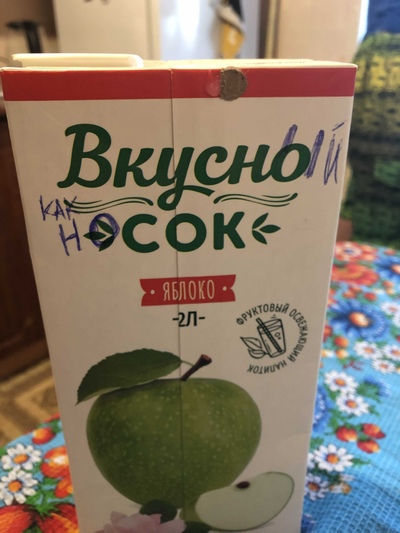 Вкусный
как
носок
ЯБЛОКО
-2Л-
ФРУКТОВЫЙ ОСВЕЖАЮЩИЙ НАПИТОК